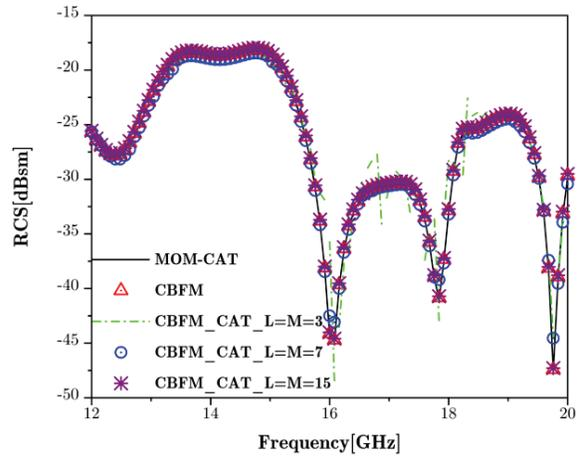 -15
-20
-25
-30
-35
-40
-45
-50
RCS[dBsm]
MOM-CAT
CBFM
CBFM_CAT_L=M=3
CBFM_CAT_L=M=7
CBFM_CAT_L=M=15
12 14 16 18 20
Frequency[GHz]